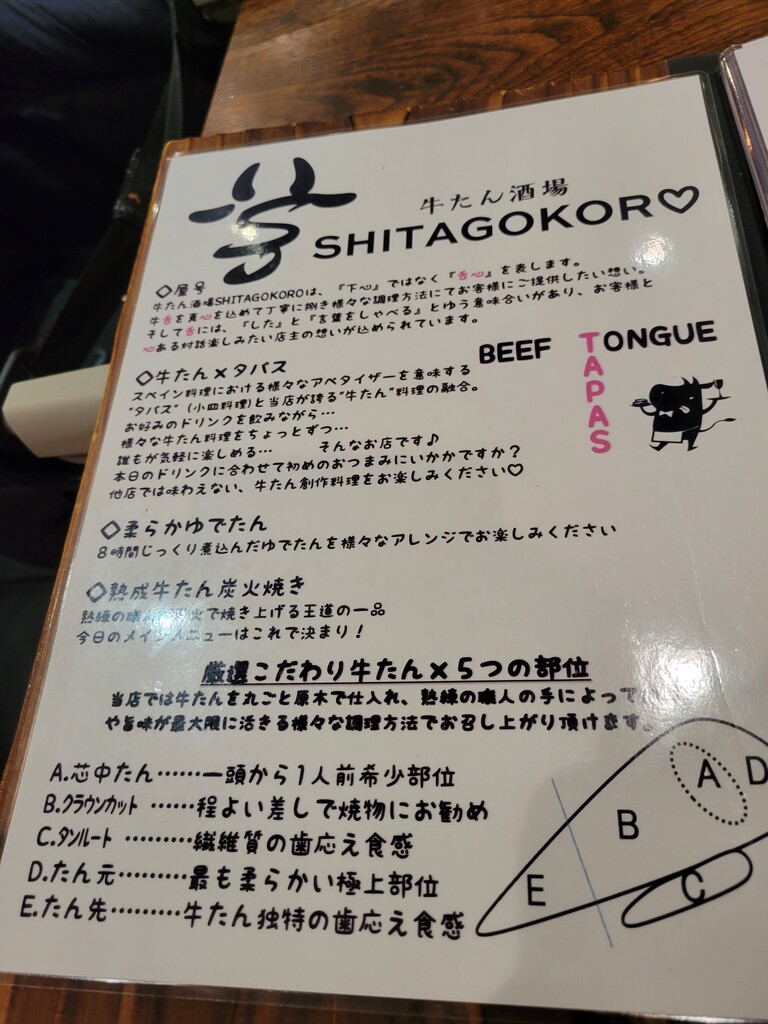 牛たん酒場
SHITAGOKORO
◇屋号
牛たん酒場SHITAGOKOROは、『下心』ではなく『舌心』を表します。
牛舌を真心を込めて丁寧に捌き様々な調理方法にてお客様にご提供したい想い。
そして舌には、『した』と『言葉をしゃべる』とゆう意味合いがあり、お客様と
心ある対話楽しみたい店主の想いが込められています。
BEEF TONGUE
TAPAS
◇牛たん×タパス
スペイン料理における様々なアペタイザーを意味する
"タパス"(小皿料理)と当店が誇る"牛たん"料理の融合。
お好みのドリンクを飲みながら…
様々な牛たん料理をちょっとずつ…
誰もが気軽に楽しめる… そんなお店です♪
本日のドリンクに合わせて初めのおつまみにいかかですか？
他店では味わえない、牛たん創作料理をお楽しみください♡
◇柔らかゆでたん
8時間じっくり煮込んだゆでたんを様々なアレンジでお楽しみください
◇熟成牛たん炭火焼き
熟練の職 火で焼き上げる王道の一品
今日のメインメニューはこれで決まり！
厳選こだわり牛たん×5つの部位
当店では牛たんを丸ごと原木で仕入れ、熟練の職人の手によって
や旨味が最大限に活きる様々な調理方法でお召し上がり頂けます。
A.芯中たん……一頭から1人前希少部位
B.クラウンカット ……程よい差しで焼物にお勧め
C.タンルート ………繊維質の歯応え食感
D.たん元………最も柔らかい極上部位
E.たん先………牛たん独特の歯応え食感
A
D
B
E
C